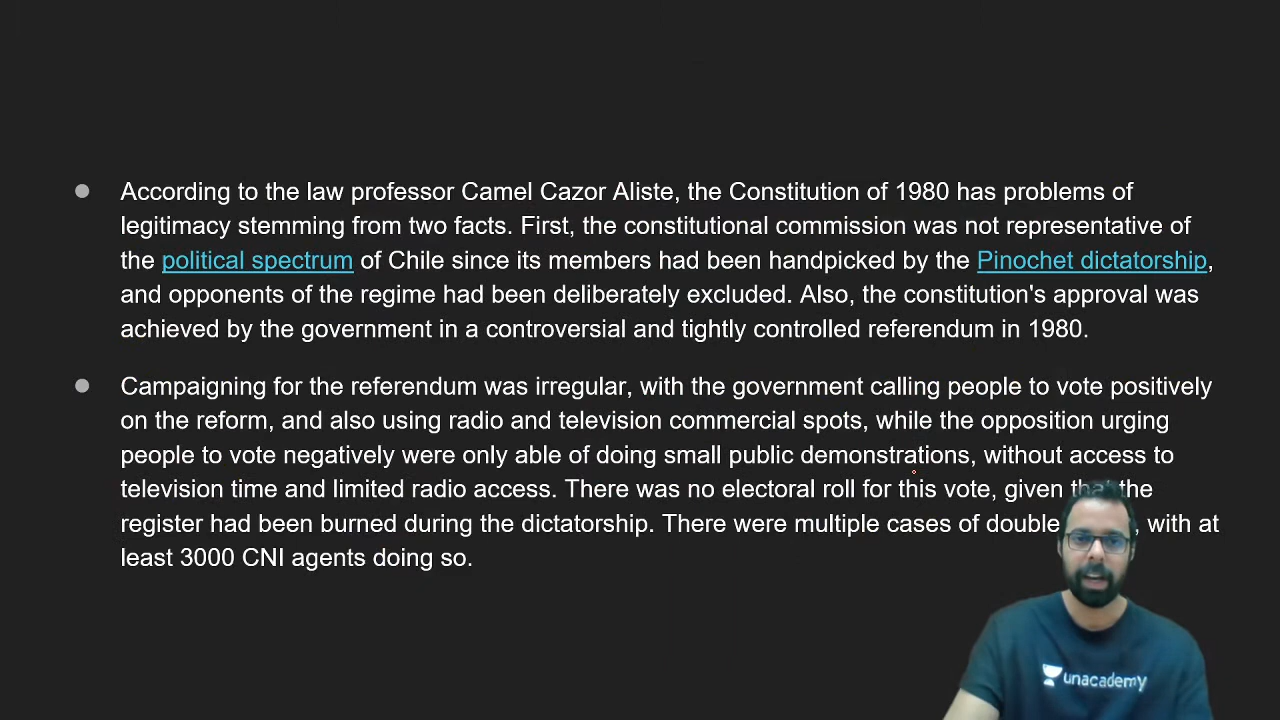 According to the law professor Camel Cazor Aliste, the Constitution of 1980 has problems of
legitimacy stemming from two facts. First, the constitutional commission was not representative of
the political spectrum of Chile since its members had been handpicked by the Pinochet dictatorship,
and opponents of the regime had been deliberately excluded. Also, the constitution's approval was
achieved by the government in a controversial and tightly controlled referendum in 1980.
Campaigning for the referendum was irregular, with the government calling people to vote positively
on the reform, and also using radio and television commercial spots, while the opposition urging
people to vote negatively were only able of doing small public demonstrations, without access to
television time and limited radio access. There was no electoral roll for this vote, given that the
register had been burned during the dictatorship. There were multiple cases of double , with at
least 3000 CNI agents doing so.
unacademy